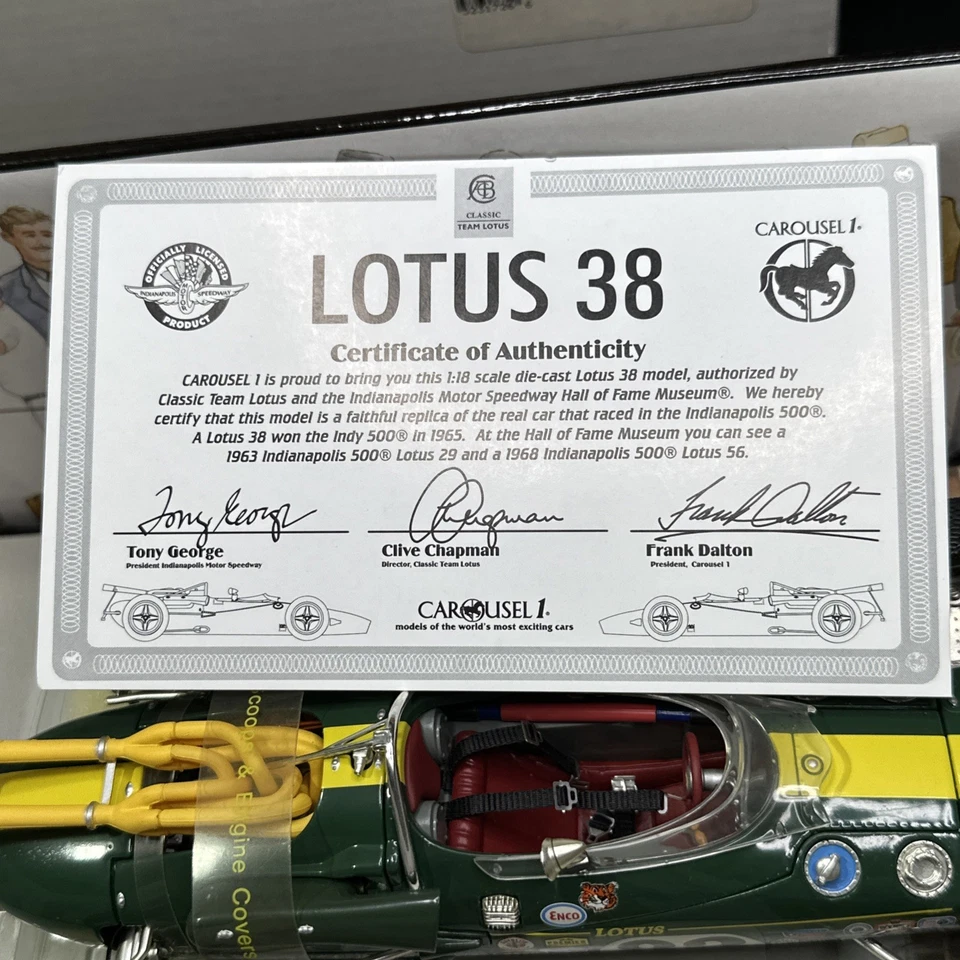 CLASSIC
TEAM LOTUS
CAROUSEL 1®
OFFICIALLY LICENSED
INDIANAPOLIS MOTOR SPEEDWAY
PRODUCT
LOTUS 38
Certificate of Authenticity
CAROUSEL 1 is proud to bring you this 1:18 scale die-cast Lotus 38 model, authorized by
Classic Team Lotus and the Indianapolis Motor Speedway Hall of Fame Museum®. We hereby
certify that this model is a faithful replica of the real car that raced in the Indianapolis 500®.
A Lotus 38 won the Indy 500® in 1965. At the Hall of Fame Museum you can see a
1963 Indianapolis 500® Lotus 29 and a 1968 Indianapolis 500® Lotus 56.
Tony George
Clive Chapman
Frank Dalton
President Indianapolis Motor Speedway
Director, Classic Team Lotus
President, Carousel 1
CAROUSEL 1®
models of the world's most exciting cars
& Engine Covers
ENCO
LOTUS